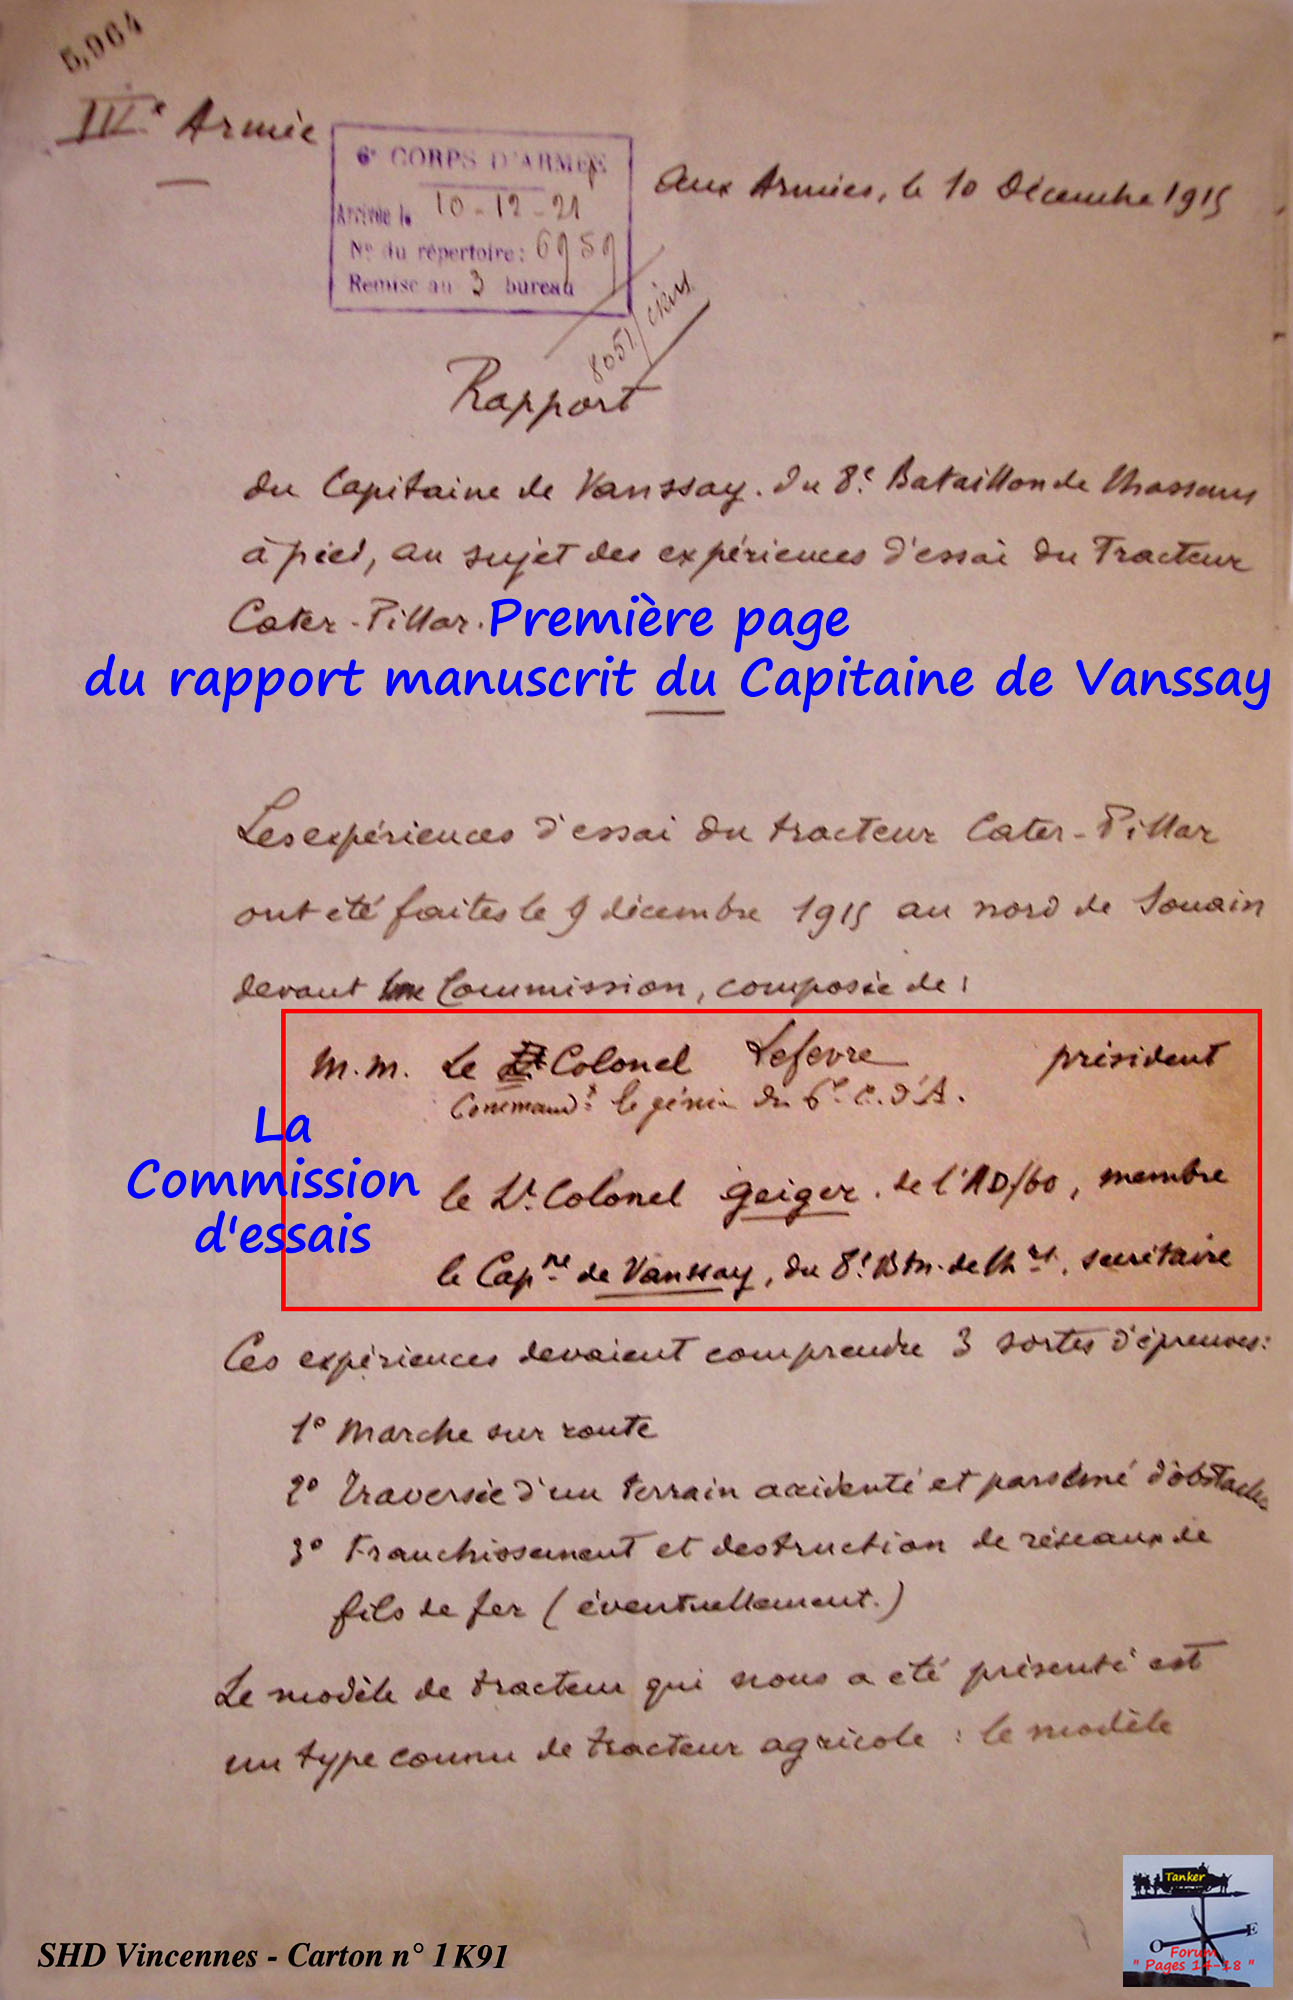 5,964
IVe Armée
6e CORPS D'ARMÉE
Arrivée le 10-12-21
N° du répertoire: 6959
Remise au 3 bureau
Aux Armées, le 10 Décembre 1915
8051/
Rapport
du Capitaine de Vanssay. du 8e Bataillon de Chasseurs
à pied, au sujet des expériences d'essai du Tracteur
Cater-Pillar.
Première page
du rapport manuscrit du Capitaine de Vanssay
Les expériences d'essai du tracteur Cater-Pillar
ont été faites le 9 décembre 1915 au nord de Souain
devant une Commission, composée de :
M.M. Le Colonel Lefevre président
Commandt le génie du 6e C.d'A.
le Lt. Colonel Geiger. de l'AD/60, membre
le Capne de Vanssay, du 8e Btn. de Chrs, secrétaire
La
Commission
d'essais
Ces expériences devaient comprendre 3 sortes d'épreuves:
1° Marche sur route
2° Traversée d'un terrain accidenté et parsemé d'obstacles
3° Franchissement et destruction de réseaux de
fils de fer (éventuellement.)
Le modèle de tracteur qui nous a été présenté est
un type connu de tracteur agricole : le modèle
SHD Vincennes - Carton n° 1K91
Tanker
O E
Forum
" Pages 14-18 "